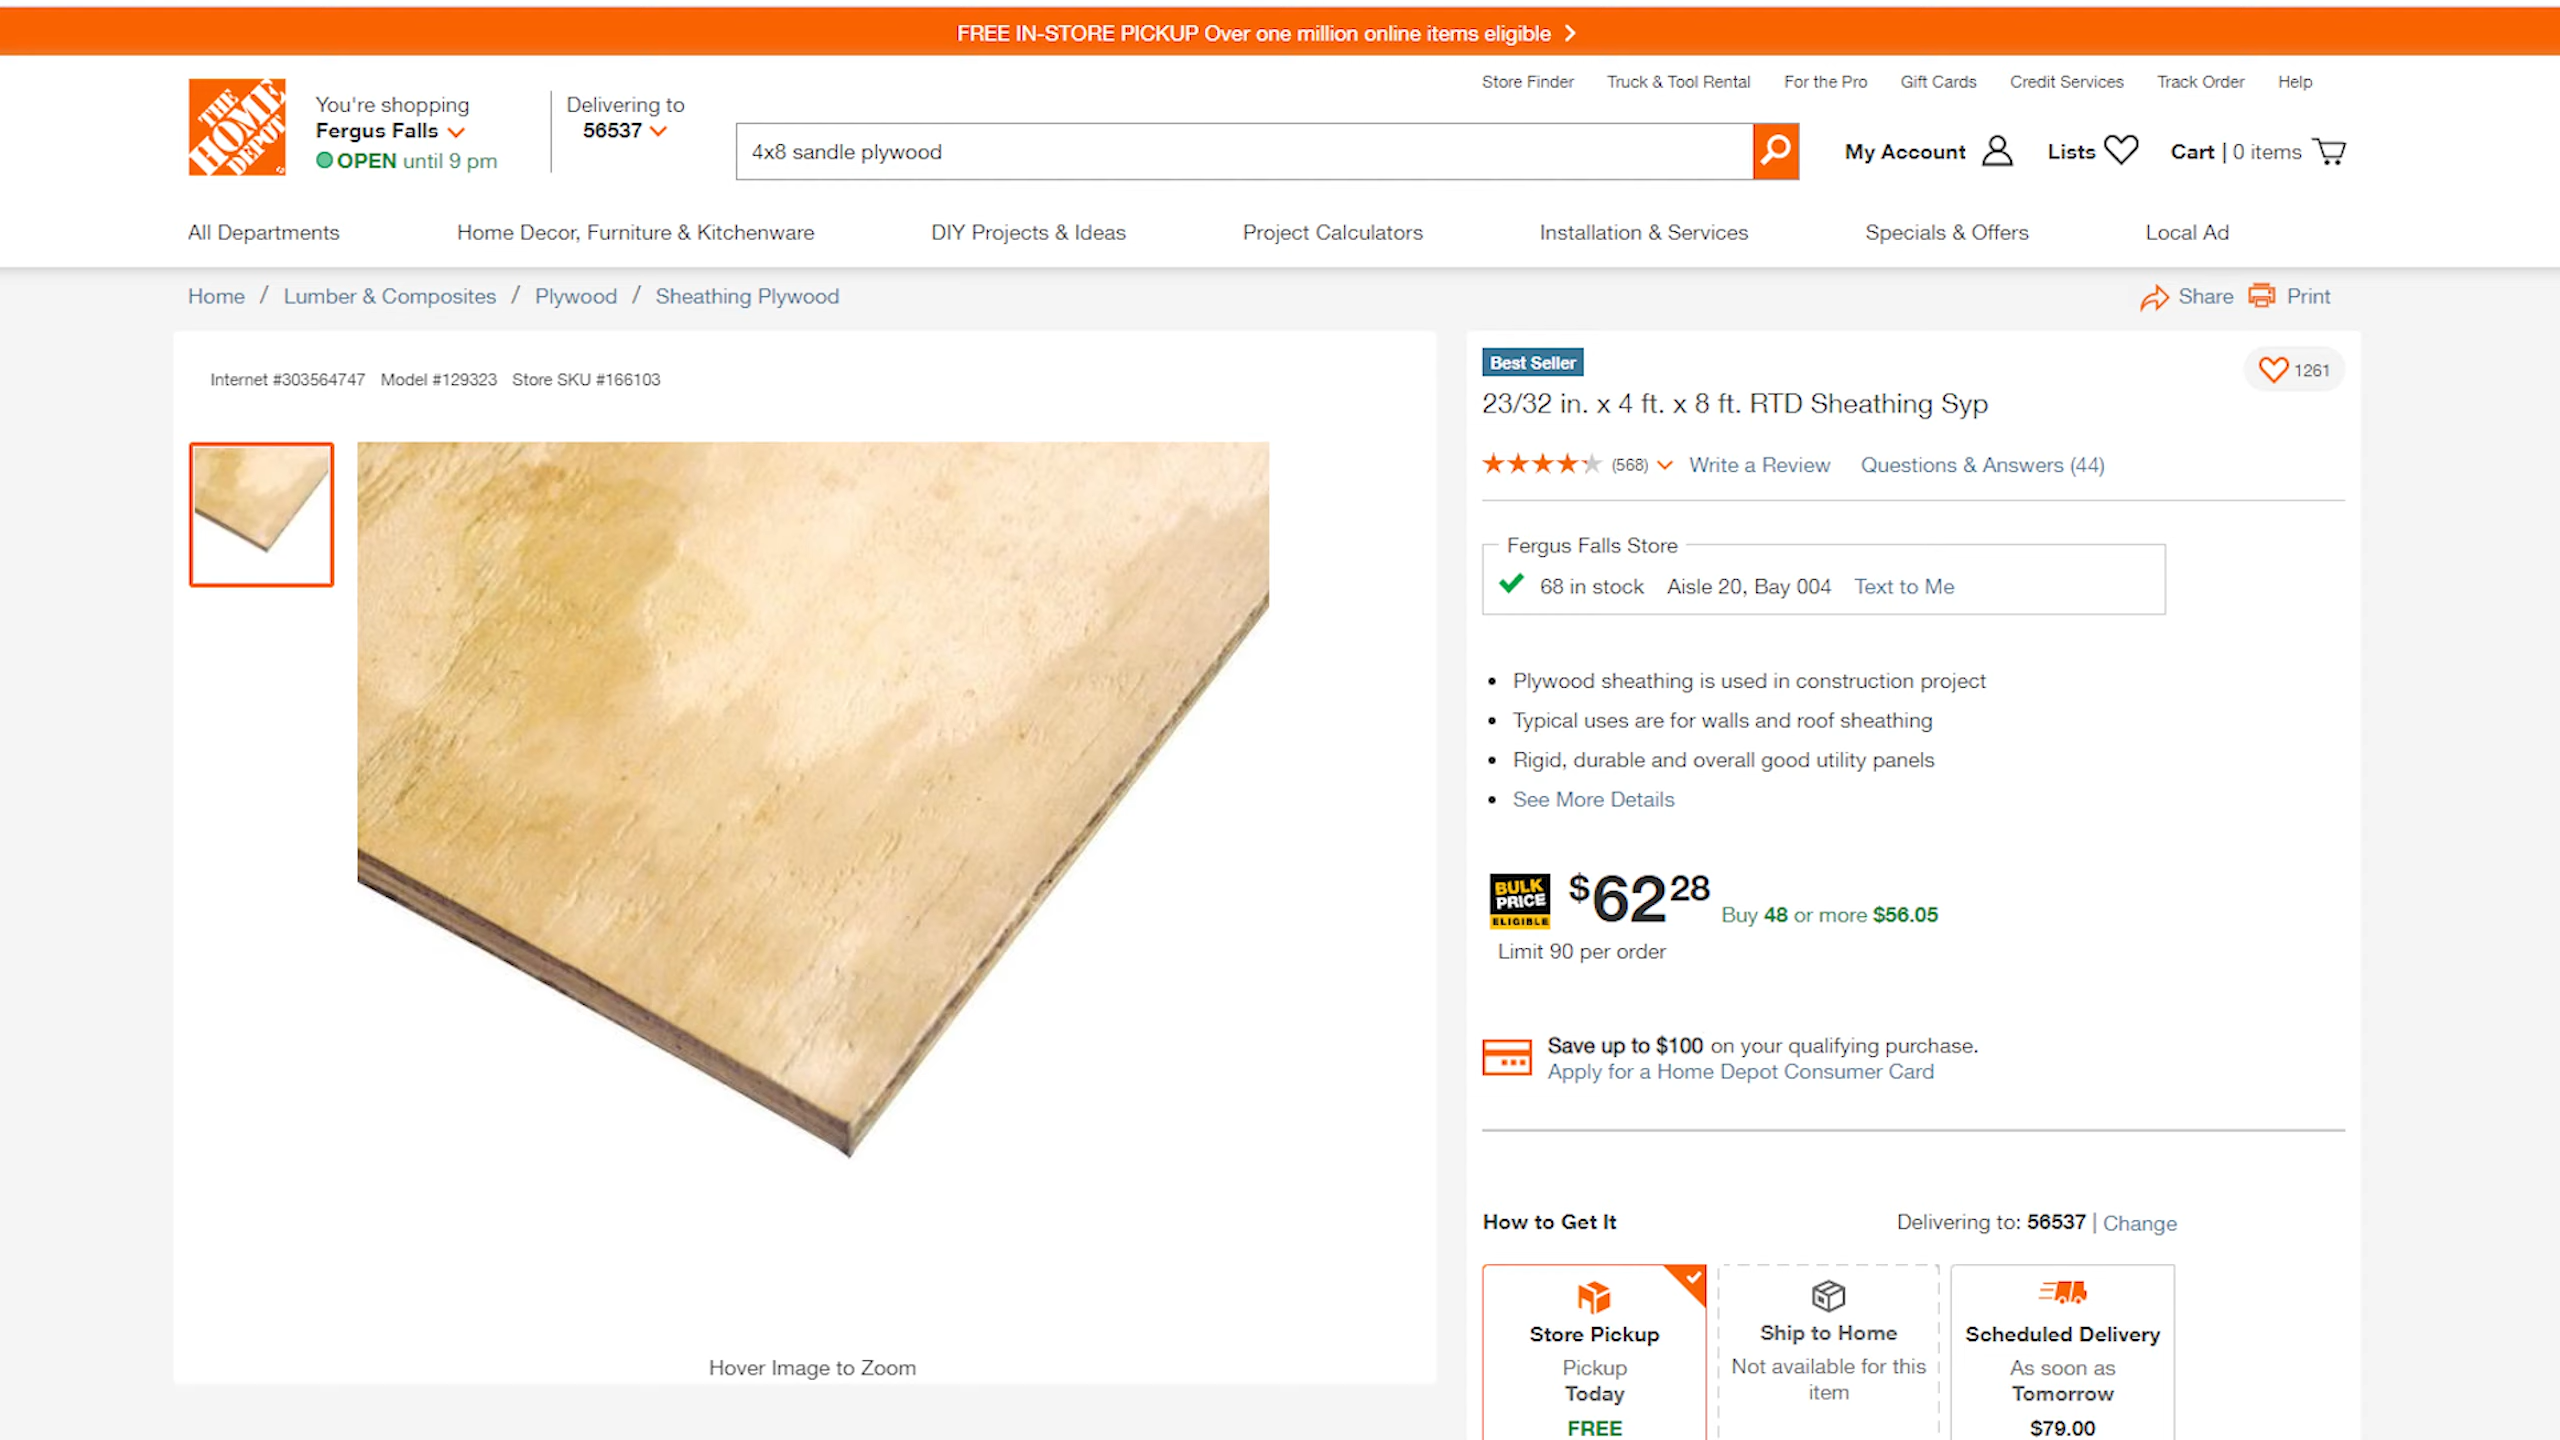 FREE IN-STORE PICKUP Over one million online items eligible
Store Finder Truck & Tool Rental For the Pro Gift Cards Credit Services Track Order Help
THE HOME DEPOT
You're shopping
Fergus Falls
OPEN until 9 pm
Delivering to
56537
4x8 sandle plywood
My Account Lists Cart | 0 items
All Departments Home Decor, Furniture & Kitchenware DIY Projects & Ideas Project Calculators Installation & Services Specials & Offers Local Ad
Home / Lumber & Composites / Plywood / Sheathing Plywood
Share Print
Internet #303564747 Model #129323 Store SKU #166103
Hover Image to Zoom
Best Seller
1261
23/32 in. x 4 ft. x 8 ft. RTD Sheathing Syp
(568) Write a Review Questions & Answers (44)
Fergus Falls Store
68 in stock Aisle 20, Bay 004 Text to Me
• Plywood sheathing is used in construction project
• Typical uses are for walls and roof sheathing
• Rigid, durable and overall good utility panels
• See More Details
BULK PRICE ELIGIBLE
$62 28 Buy 48 or more $56.05
Limit 90 per order
Save up to $100 on your qualifying purchase.
Apply for a Home Depot Consumer Card
How to Get It
Delivering to: 56537 | Change
Store Pickup
Pickup
Today
FREE
Ship to Home
Not available for this
item
Scheduled Delivery
As soon as
Tomorrow
$79.00